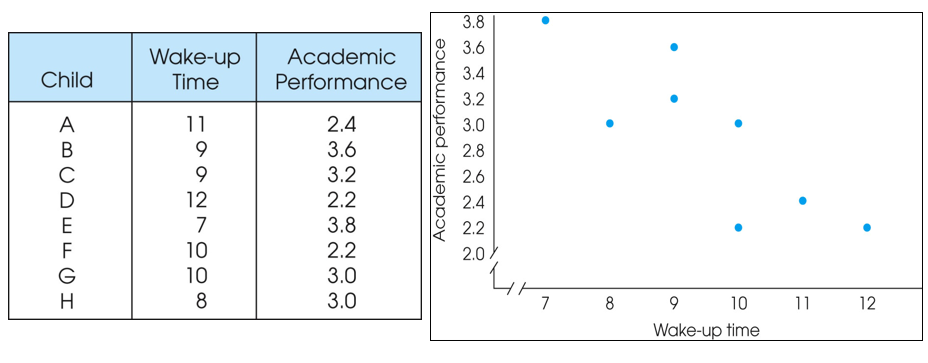 Child Wake-up Time Academic Performance
A 11 2.4
B 9 3.6
C 9 3.2
D 12 2.2
E 7 3.8
F 10 2.2
G 10 3.0
H 8 3.0
Academic performance
3.8
3.6
3.4
3.2
3.0
2.8
2.6
2.4
2.2
2.0
7 8 9 10 11 12
Wake-up time